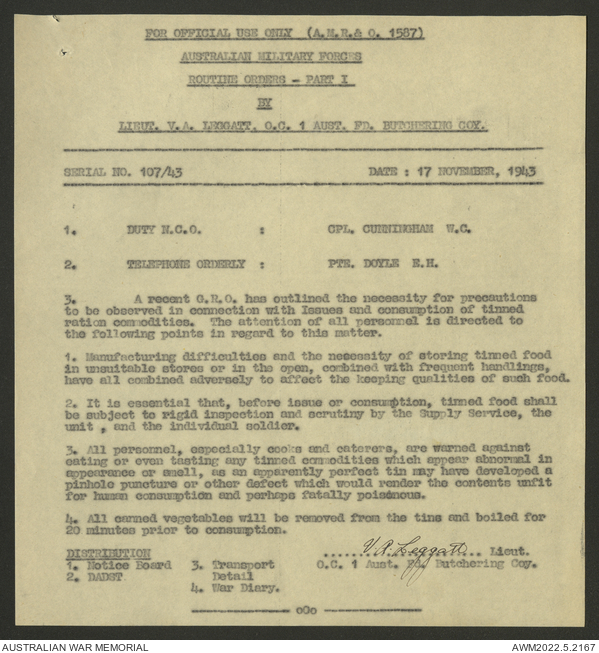 FOR OFFICIAL USE ONLY (A.M.R.& O. 1587)
AUSTRALIAN MILITARY FORCES
ROUTINE ORDERS - PART I
BY
LIEUT. V.A. LEGGATT, O.C. 1 AUST. FD. BUTCHERING COY.
SERIAL NO. 107/43 DATE : 17 NOVEMBER, 1943
1. DUTY N.C.O. : CPL. CUNNINGHAM W.C.
2. TELEPHONE ORDERLY : PTE. DOYLE E.H.
3. A recent G.R.O. has outlined the necessity for precautions
to be observed in connection with Issues and consumption of tinned
ration commodities. The attention of all personnel is directed to
the following points in regard to this matter.
1. Manufacturing difficulties and the necessity of storing tinned food
in unsuitable stores or in the open, combined with frequent handlings,
have all combined adversely to affect the keeping qualities of such food.
2. It is essential that, before issue or consumption, tinned food shall
be subject to rigid inspection and scrutiny by the Supply Service, the
unit , and the individual soldier.
3. All personnel, especially cooks and caterers, are warned against
eating or even tasting any tinned commodities which appear abnormal in
appearance or smell, as an apparently perfect tin may have developed a
pinhole puncture or other defect which would render the contents unfit
for human consumption and perhaps fatally poisonous.
4. All canned vegetables will be removed from the tins and boiled for
20 minutes prior to consumption.
DISTRIBUTION
1. Notice Board
2. DADST
3. Transport
Detail
4. War Diary.
V A Leggatt Lieut.
O.C. 1 Aust. Fd. Butchering Coy.
oOo
AUSTRALIAN WAR MEMORIAL AWM2022.5.2167